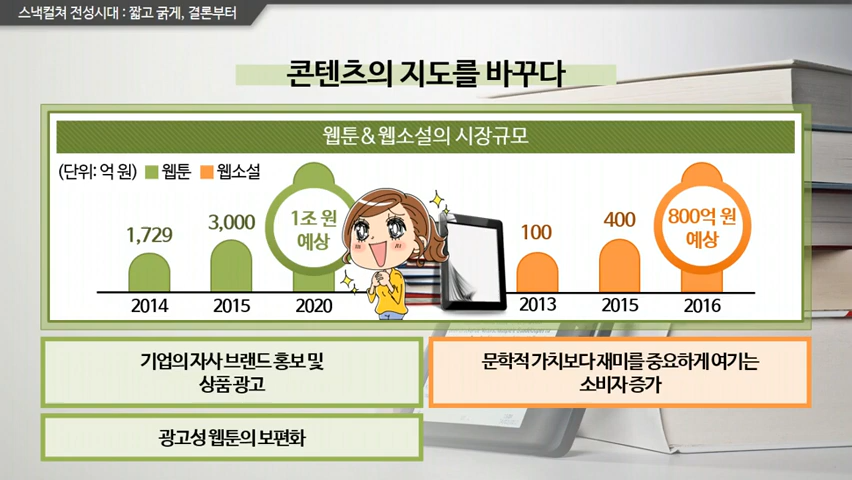 스낵컬쳐 전성시대 : 짧고 굵게, 결론부터
콘텐츠의 지도를 바꾸다
웹툰&웹소설의 시장규모
(단위: 억 원) 웹툰 웹소설
1,729
3,000
1조 원
예상
100
400
800억 원
예상
2014
2015
2020
2013
2015
2016
기업의 자사 브랜드 홍보 및
상품 광고
문학적 가치보다 재미를 중요하게 여기는
소비자 증가
광고성 웹툰의 보편화